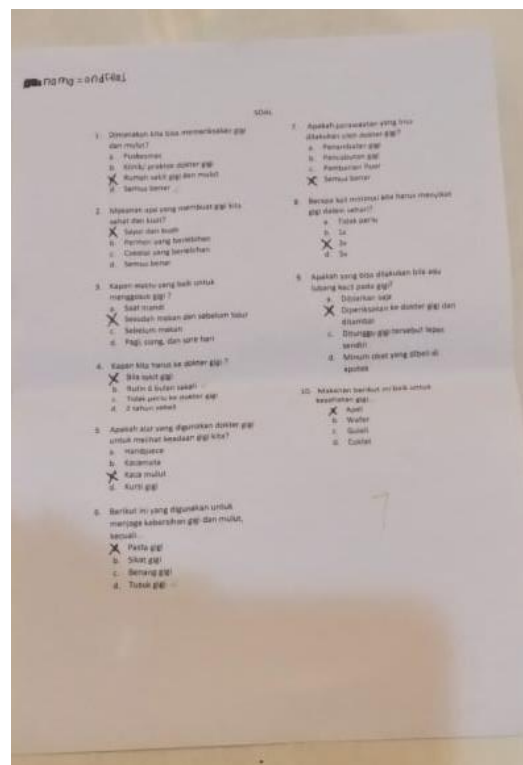 nama = andreal
SOAL
1. Dimanakah kita bisa memeriksakan gigi
dan mulut?
a. Puskesmas
b. Klinik/ praktek dokter gigi
c. Rumah sakit gigi dan mulut
d. Semua benar
2. Makanan apa yang membuat gigi kita
sehat dan kuat?
a. Sayur dan buah
b. Permen yang berlebihan
c. Cokelat yang berlebihan
d. Semua benar
3. Kapan waktu yang baik untuk
menggosok gigi ?
a. Saat mandi
b. Sesudah makan dan sebelum tidur
c. Sebelum makan
d. Pagi, siang, dan sore hari
4. Kapan kita harus ke dokter gigi ?
a. Bila sakit gigi
b. Rutin 6 bulan sekali
c. Tidak perlu ke dokter gigi
d. 2 tahun sekali
5. Apakah alat yang digunakan dokter gigi
untuk melihat keadaan gigi kita?
a. Handpiece
b. Kacamata
c. Kaca mulut
d. Kursi gigi
6. Berikut ini yang digunakan untuk
menjaga kebersihan gigi dan mulut,
kecuali
a. Pasta gigi
b. Sikat gigi
c. Benang gigi
d. Tusuk gigi
7. Apakah perawatan yang bisa
dilakukan oleh dokter gigi?
a. Penambalan gigi
b. Pencabutan gigi
c. Pemberian fluor
d. Semua benar
8. Berapa kali minimal kita harus menyikat
gigi dalam sehari?
a. Tidak perlu
b. 1x
c. 2x
d. 3x
9. Apakah yang bisa dilakukan bila ada
lubang kecil pada gigi?
a. Dibiarkan saja
b. Diperiksakan ke dokter gigi dan
ditambal
c. Ditunggu gigi tersebut lepas
sendiri
d. Minum obat yang dibeli di
apotek
10. Makanan berikut ini baik untuk
kesehatan gigi
a. Apel
b. Wafer
c. Gulali
d. Coklat